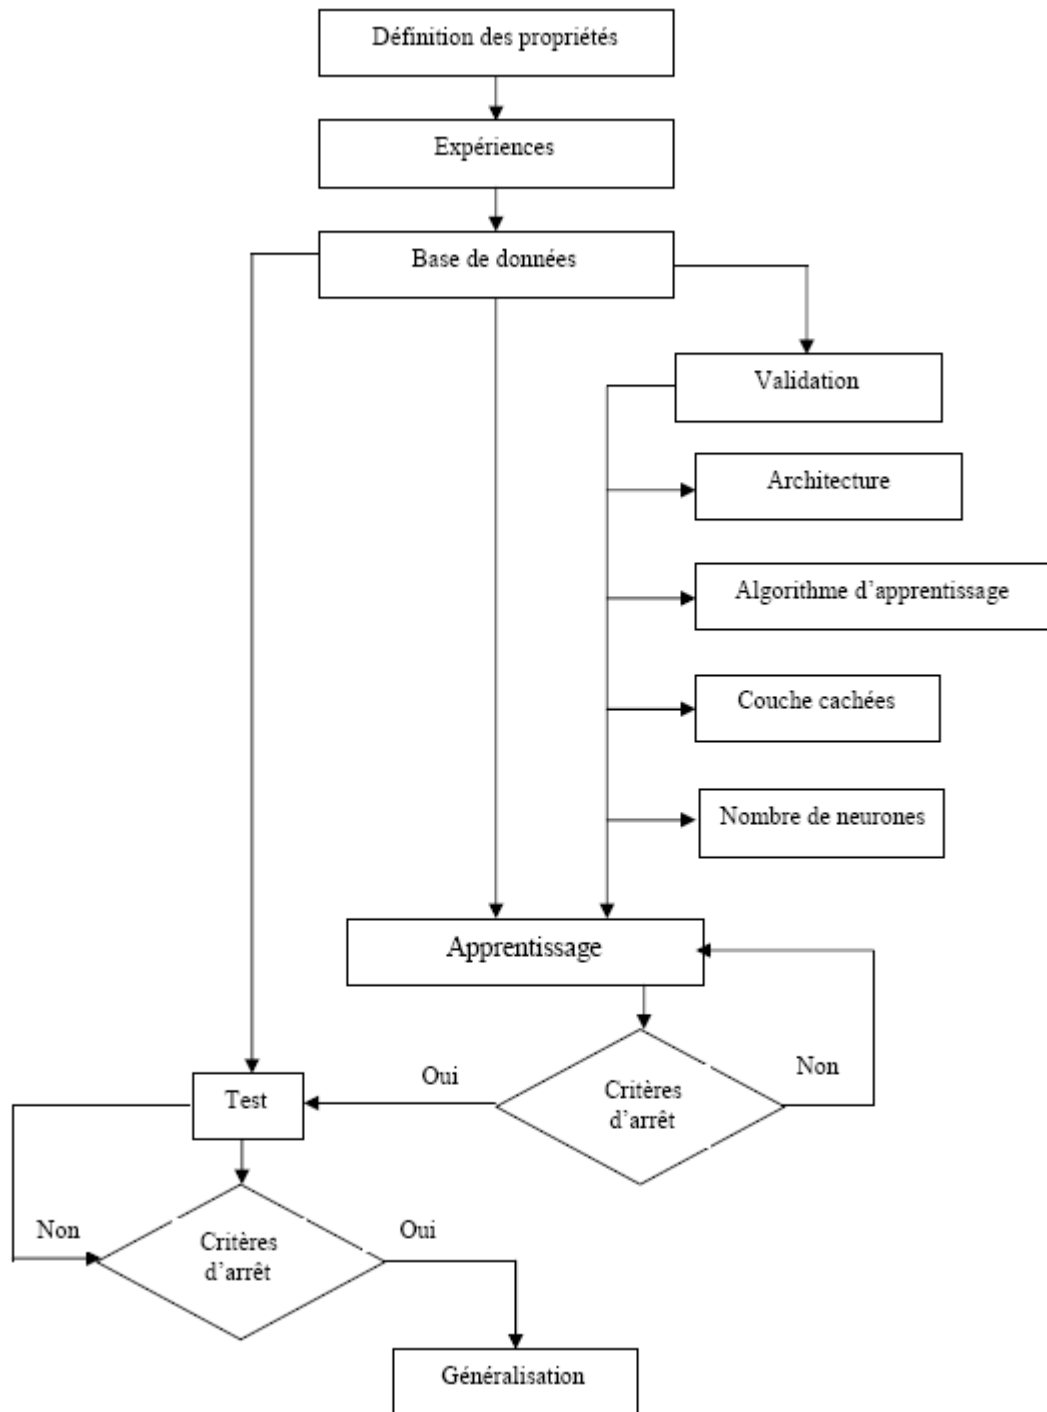 Définition des propriétés
Expériences
Base de données
Validation
Architecture
Algorithme d'apprentissage
Couche cachées
Nombre de neurones
Apprentissage
Oui
Non
Critères
d'arrêt
Test
Non
Oui
Critères
d'arrêt
Généralisation